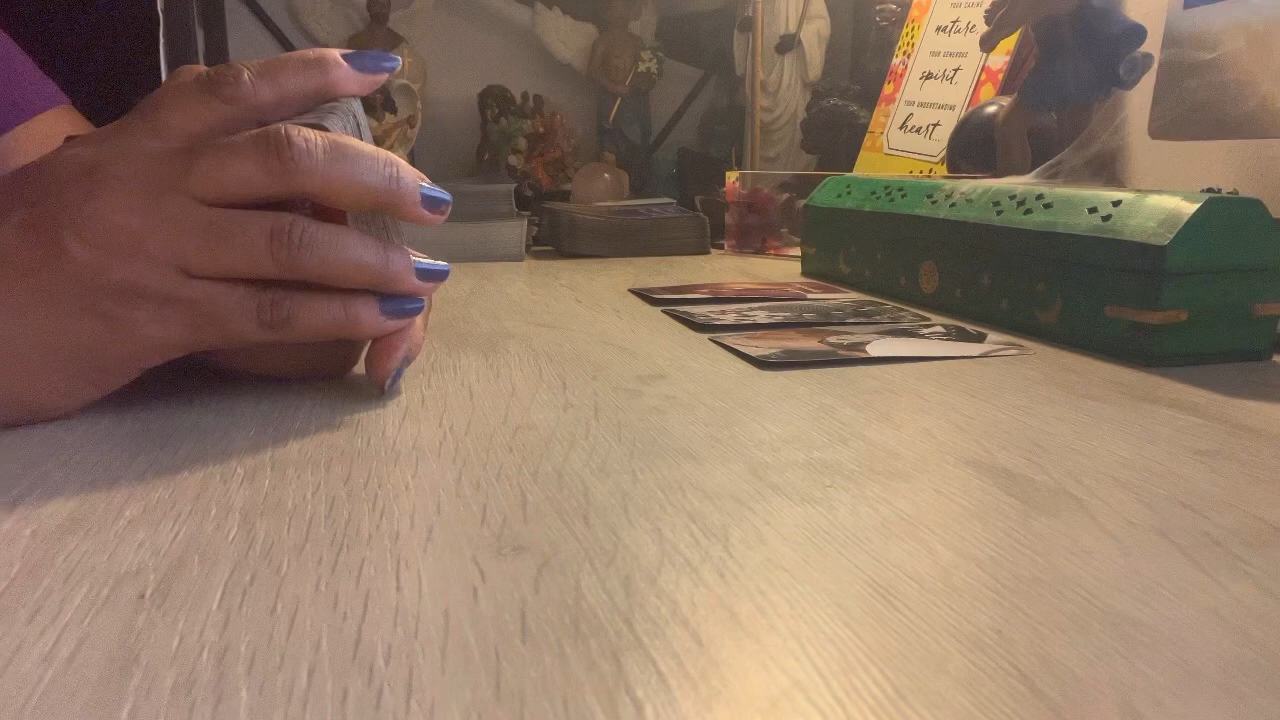 YOUR CARING
nature,
YOUR GENEROUS
spirit,
YOUR UNDERSTANDING
heart...